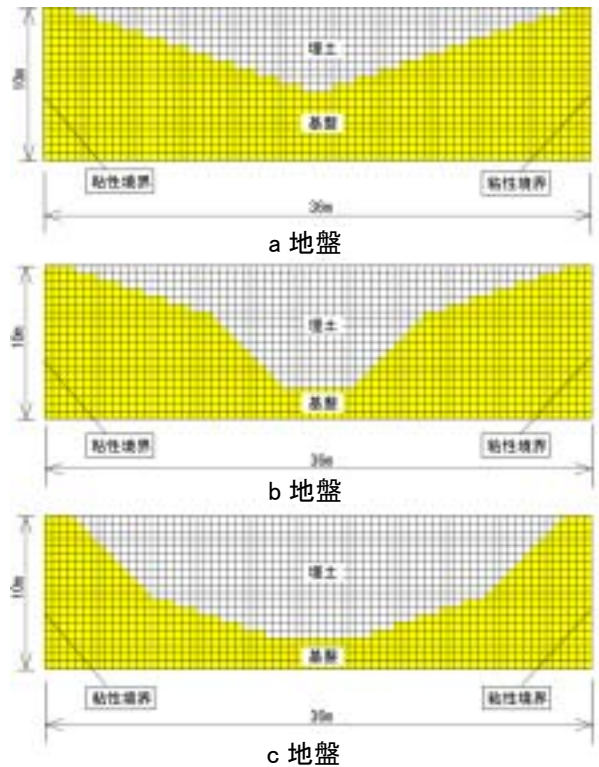 埋土
10m
基盤
粘性境界 粘性境界
36m
a 地盤
埋土
10m
基盤
粘性境界 粘性境界
36m
b 地盤
埋土
10m
基盤
粘性境界 粘性境界
36m
c 地盤